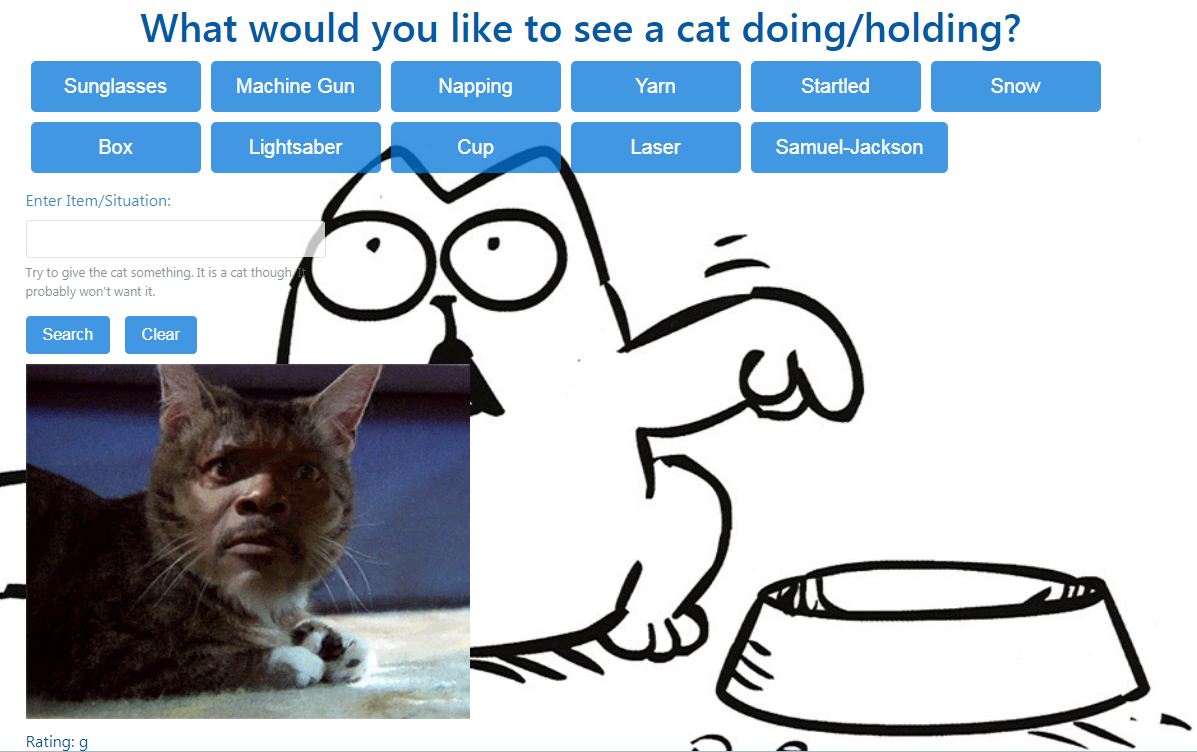 What would you like to see a cat doing/holding?
Sunglasses Machine Gun Napping Yarn Startled Snow
Box Lightsaber Cup Laser Samuel-Jackson
Enter Item/Situation:
Try to give the cat something. It is a cat though. It
probably won't want it.
Search Clear
Rating: g